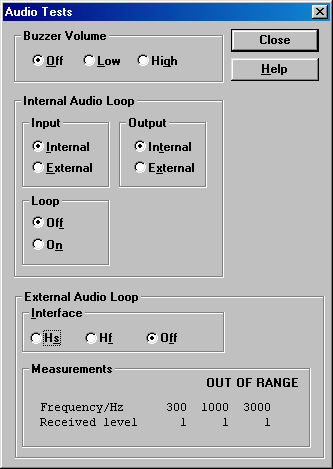 Audio Tests
Buzzer Volume
Off Low High
Close
Help
Internal Audio Loop
Input
Internal
External
Output
Internal
External
Loop
Off
On
External Audio Loop
Interface
Hs Hf Off
Measurements
OUT OF RANGE
Frequency/Hz 300 1000 3000
Received level 1 1 1